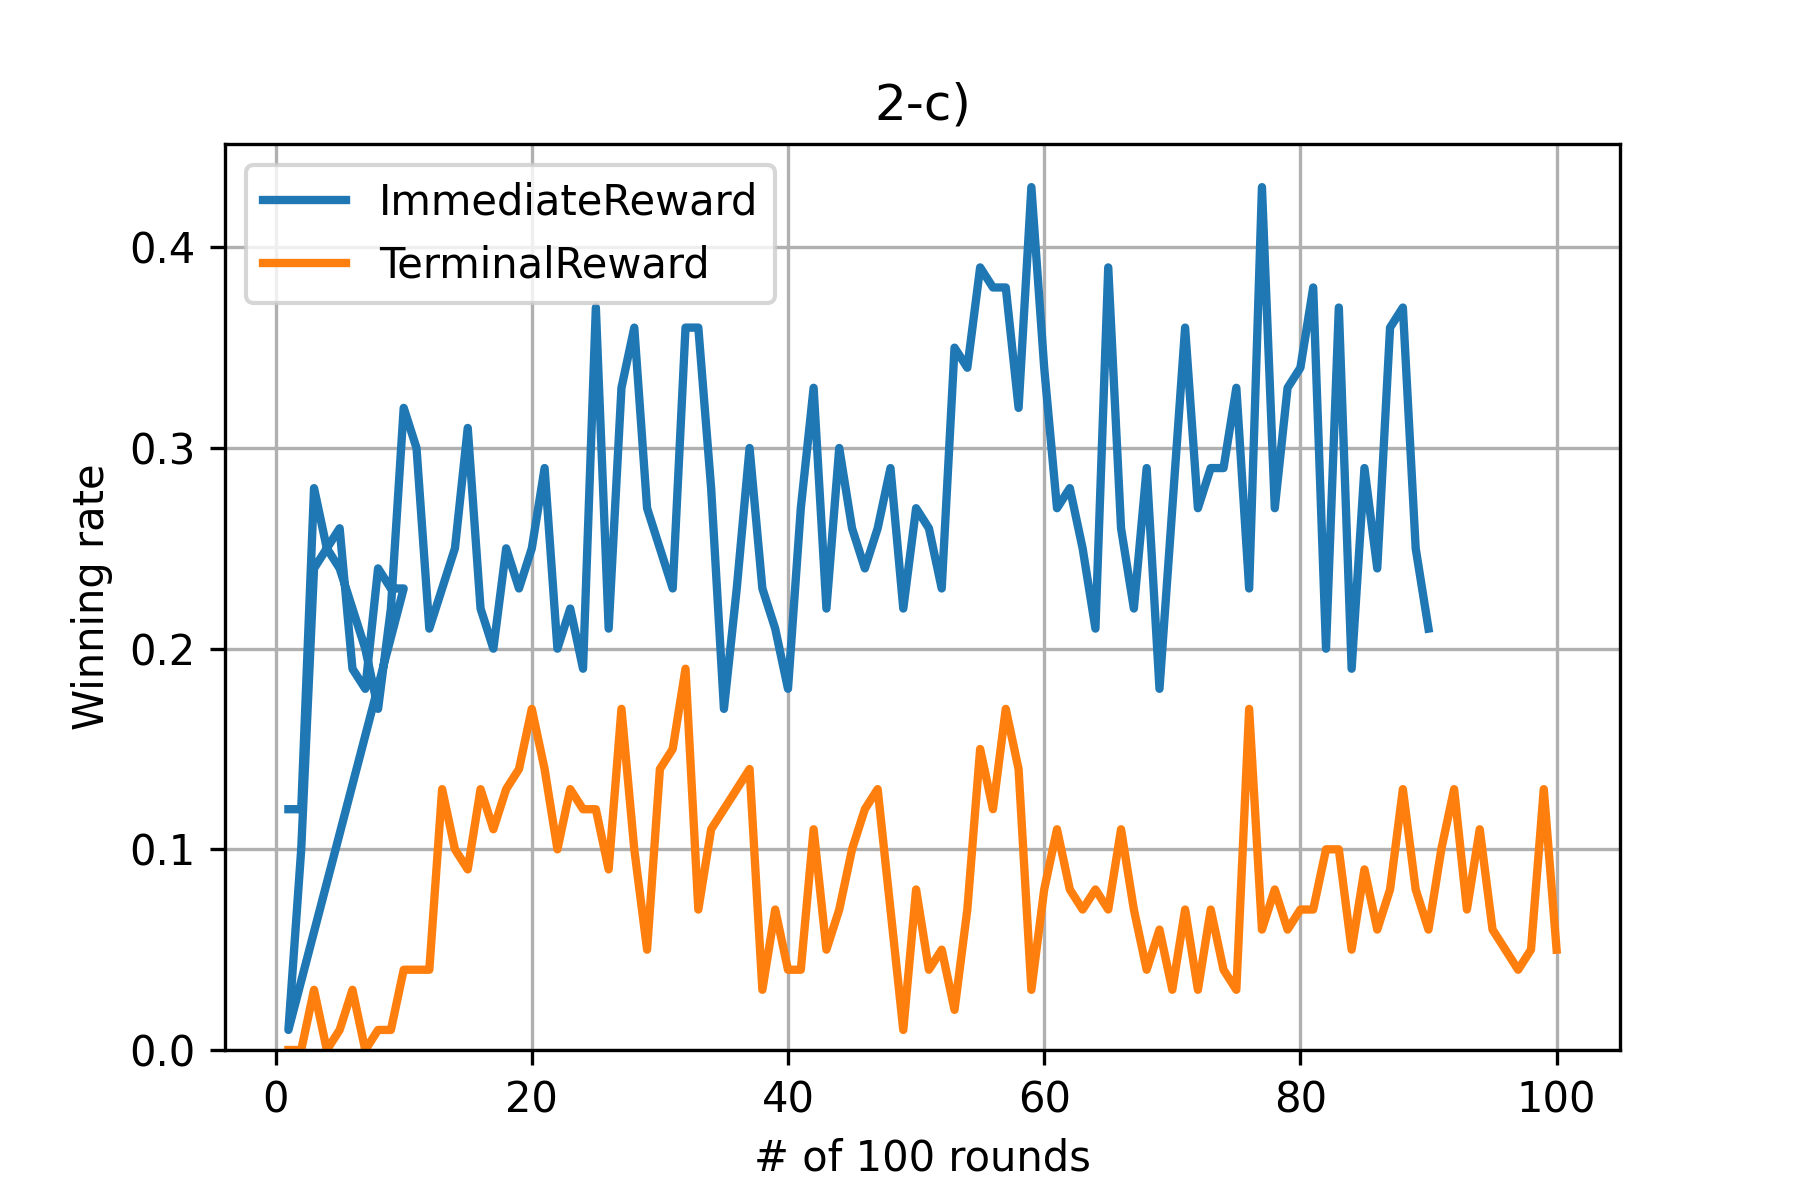 2-c)
ImmediateReward
TerminalReward
Winning rate
0.4
0.3
0.2
0.1
0.0
0 20 40 60 80 100
# of 100 rounds